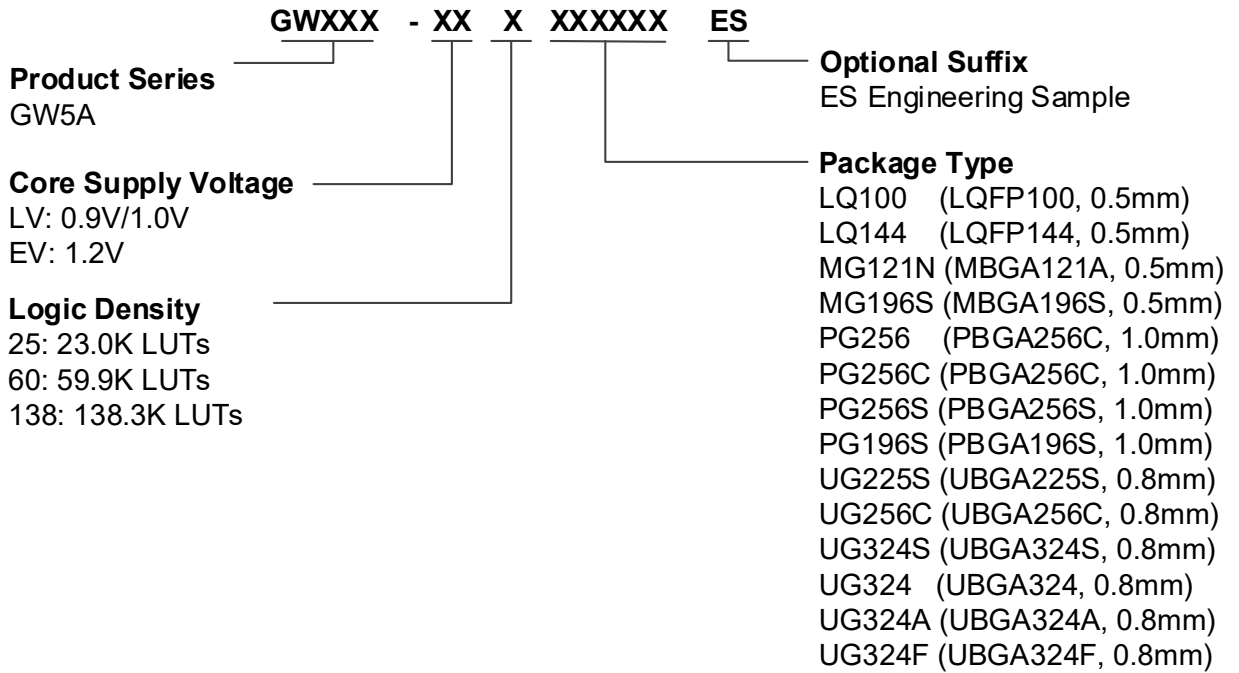 GWXXX - XX X XXXXXX ES
Product Series
GW5A
Core Supply Voltage
LV: 0.9V/1.0V
EV: 1.2V
Logic Density
25: 23.0K LUTs
60: 59.9K LUTs
138: 138.3K LUTs
Optional Suffix
ES Engineering Sample
Package Type
LQ100 (LQFP100, 0.5mm)
LQ144 (LQFP144, 0.5mm)
MG121N (MBGA121A, 0.5mm)
MG196S (MBGA196S, 0.5mm)
PG256 (PBGA256C, 1.0mm)
PG256C (PBGA256C, 1.0mm)
PG256S (PBGA256S, 1.0mm)
PG196S (PBGA196S, 1.0mm)
UG225S (UBGA225S, 0.8mm)
UG256C (UBGA256C, 0.8mm)
UG324S (UBGA324S, 0.8mm)
UG324 (UBGA324, 0.8mm)
UG324A (UBGA324A, 0.8mm)
UG324F (UBGA324F, 0.8mm)